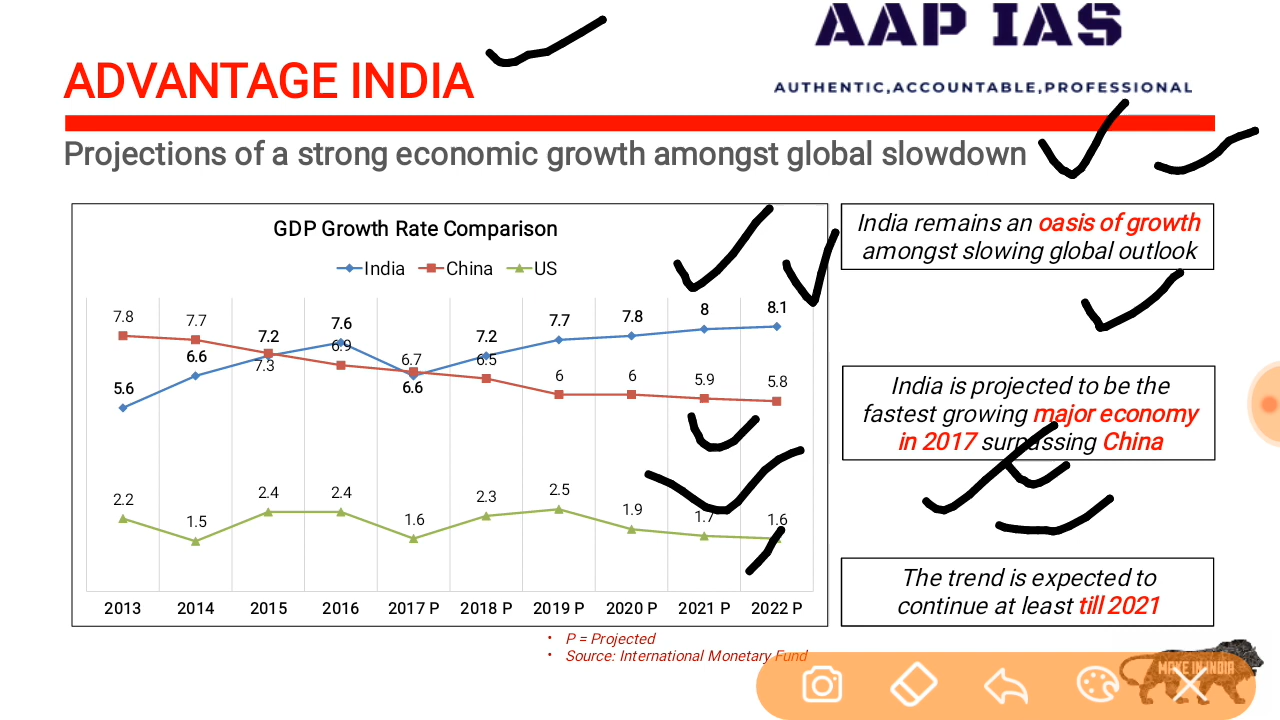 AAP IAS
AUTHENTIC,ACCOUNTABLE,PROFESSIONAL
ADVANTAGE INDIA
Projections of a strong economic growth amongst global slowdown
GDP Growth Rate Comparison
India China US
7.8 7.7 7.2 7.6 6.7 7.2 7.7 7.8 8 8.1
5.6 6.6 7.3 6.9 6.6 6.5 6 6 5.9 5.8
2.2 1.5 2.4 2.4 1.6 2.3 2.5 1.9 1.7 1.6
2013 2014 2015 2016 2017 P 2018 P 2019 P 2020 P 2021 P 2022 P
• P = Projected
• Source: International Monetary Fund
India remains an oasis of growth
amongst slowing global outlook
India is projected to be the
fastest growing major economy
in 2017 surpassing China
The trend is expected to
continue at least till 2021
MAKE IN INDIA